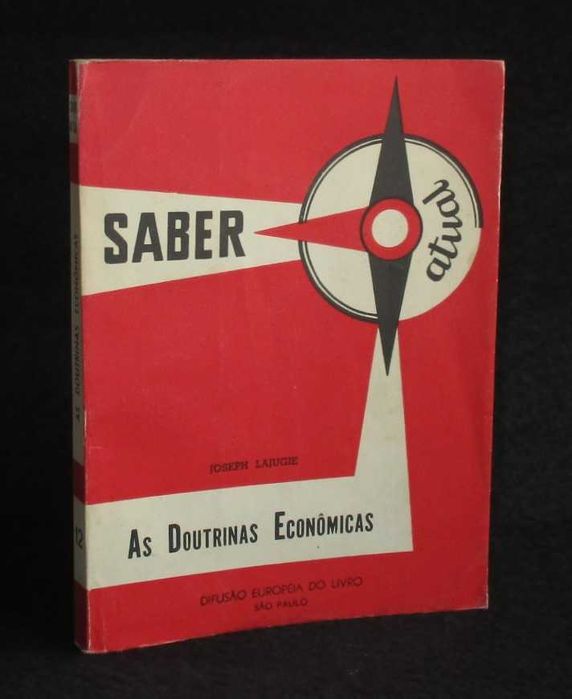 SABER
atual
JOSEPH LAJUGIE
AS DOUTRINAS ECONÔMICAS
DIFUSÃO EUROPÉIA DO LIVRO
SÃO PAULO
AS DOUTRINAS ECONÔMICAS
12